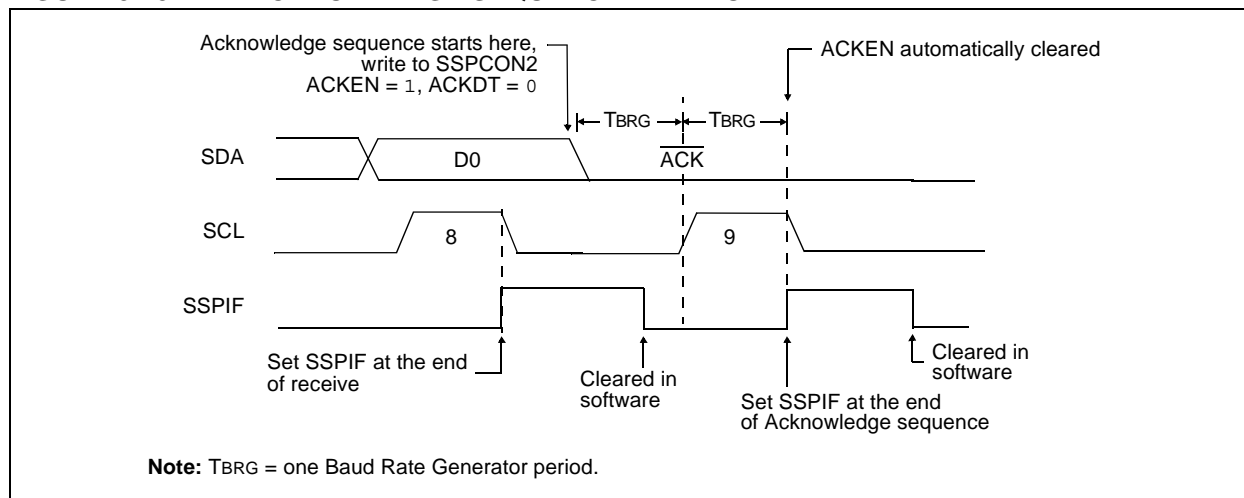 Acknowledge sequence starts here,
write to SSPCON2
ACKEN = 1, ACKDT = 0
ACKEN automatically cleared
TBRG
TBRG
SDA
D0
ACK
SCL
8
9
SSPIF
Set SSPIF at the end
of receive
Cleared in
software
Set SSPIF at the end
of Acknowledge sequence
Cleared in
software
Note: TBRG = one Baud Rate Generator period.